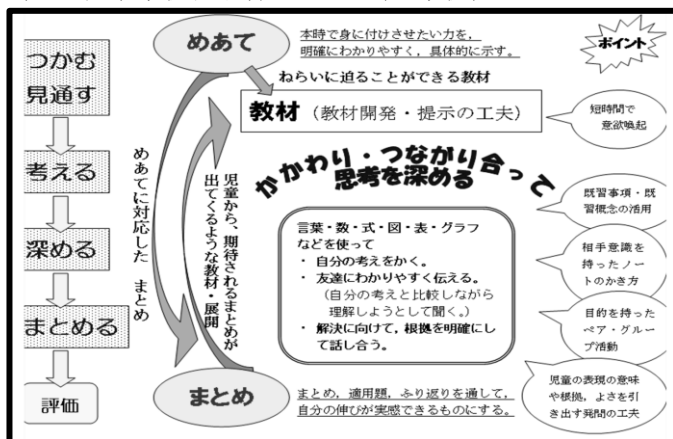 つかむ
見通す
考える
深める
まとめる
評価
めあてに対応した　まとめ
めあて
本時で身に付けさせたい力を，
明確にわかりやすく，具体的に示す。
ねらいに迫ることができる教材
教材（教材開発・提示の工夫）
児童から、期待されるまとめが
出てくるような教材・展開
かかわり・つながり合って
思考を深める
言葉・数・式・図・表・グラフ
などを使って
・ 自分の考えをかく。
・ 友達にわかりやすく伝える。
（自分の考えと比較しながら
理解しようとして聞く。）
・ 解決に向けて，根拠を明確にし
て話し合う。
まとめ
まとめ，適用題，ふり返りを通して，
自分の伸びが実感できるものにする。
ポイント
短時間で
意欲喚起
既習事項・既
習概念の活用
相手意識を
持ったノー
トのかき方
目的を持った
ペア・グルー
プ活動
児童の表現の意味
や根拠，よさを引
き出す発問の工夫